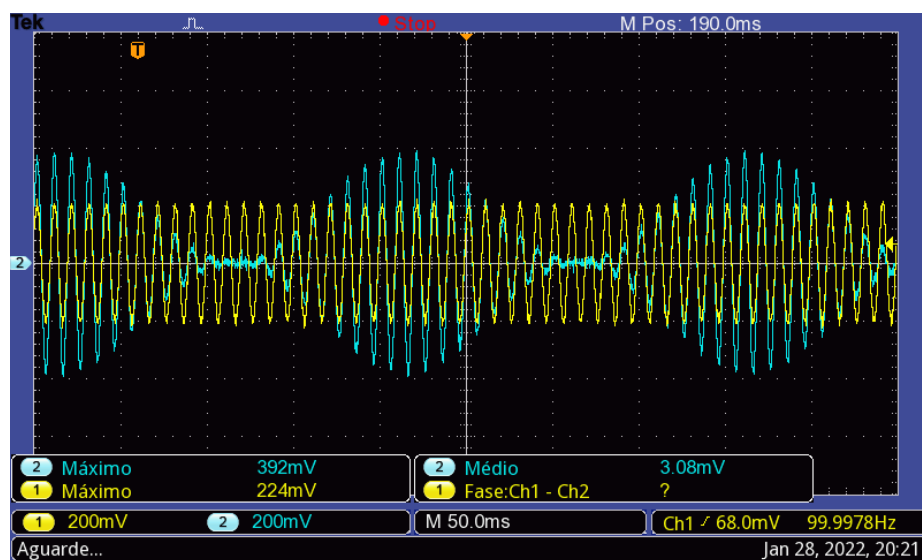 Tek Stop M Pos: 190.0ms
T
2
2 Máximo 392mV 2 Médio 3.08mV
1 Máximo 224mV 1 Fase:Ch1 - Ch2 ?
1 200mV 2 200mV M 50.0ms Ch1 68.0mV 99.9978Hz
Aguarde... Jan 28, 2022, 20:21